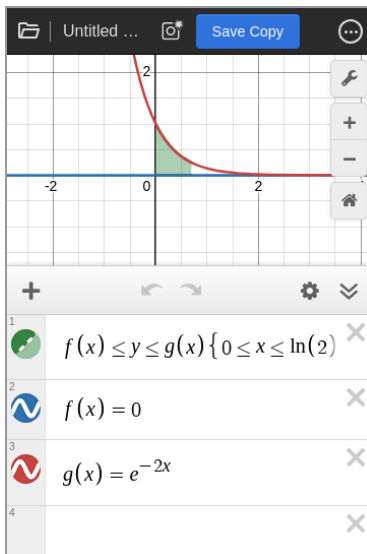 Untitled ...
Save Copy
2
-2
0
2
1
f(x) ≤ y ≤ g(x) { 0 ≤ x ≤ ln(2)
2
f(x) = 0
3
g(x) = e^{-2x}
4